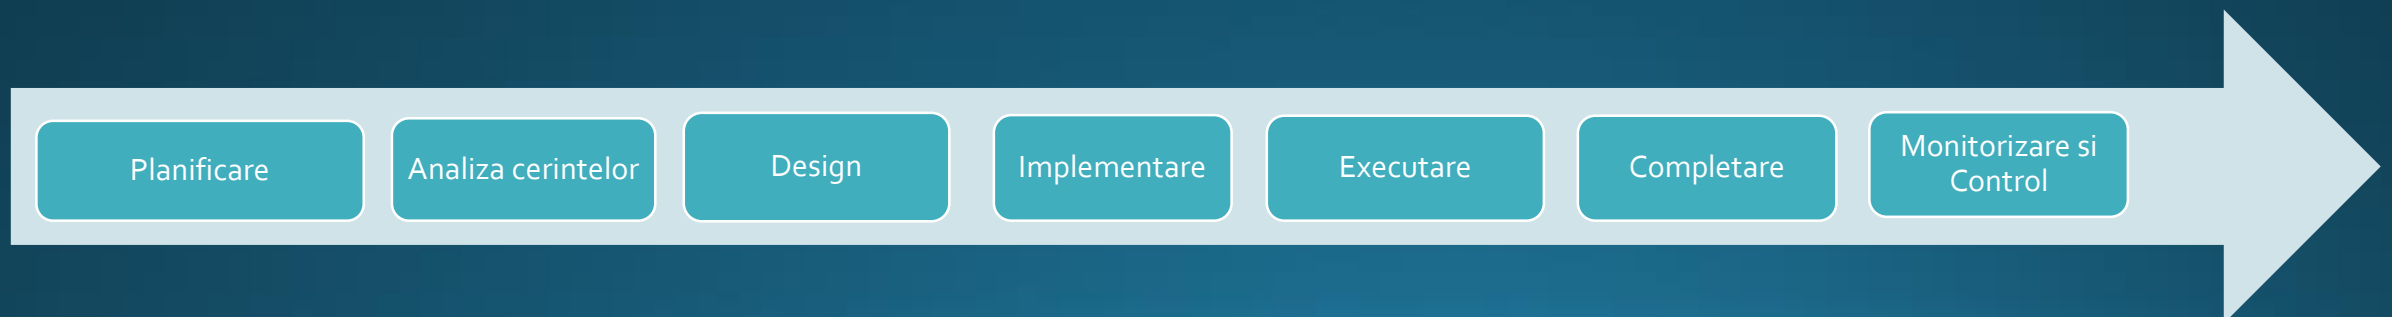 Planificare
Analiza cerintelor
Design
Implementare
Executare
Completare
Monitorizare si
Control